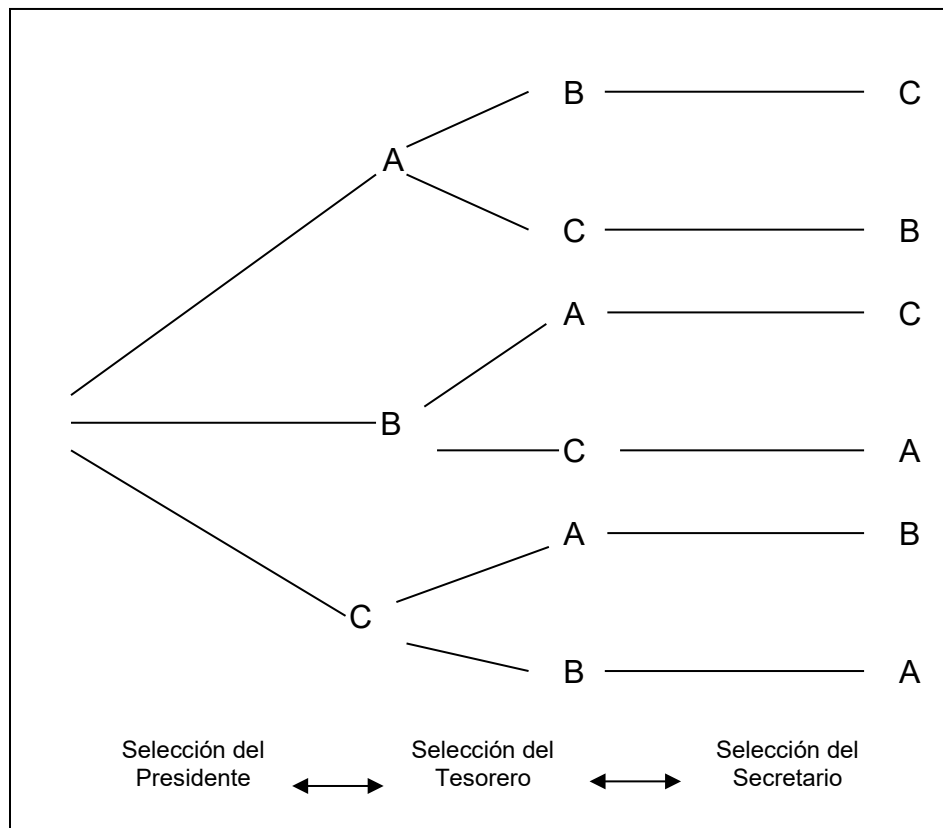 B C
A
C B
A C
B
C A
A B
C
B A
Selección del Selección del Selección del
Presidente Tesorero Secretario